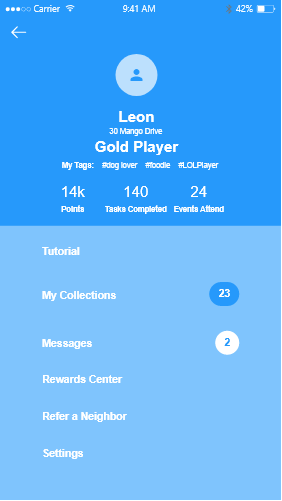 Carrier 9:41 AM 42%
Leon
30 Mango Drive
Gold Player
My Tags: #dog lover #foodie #LOLPlayer
14k 140 24
Points Tasks Completed Events Attend
Tutorial
My Collections 23
Messages 2
Rewards Center
Refer a Neighbor
Settings